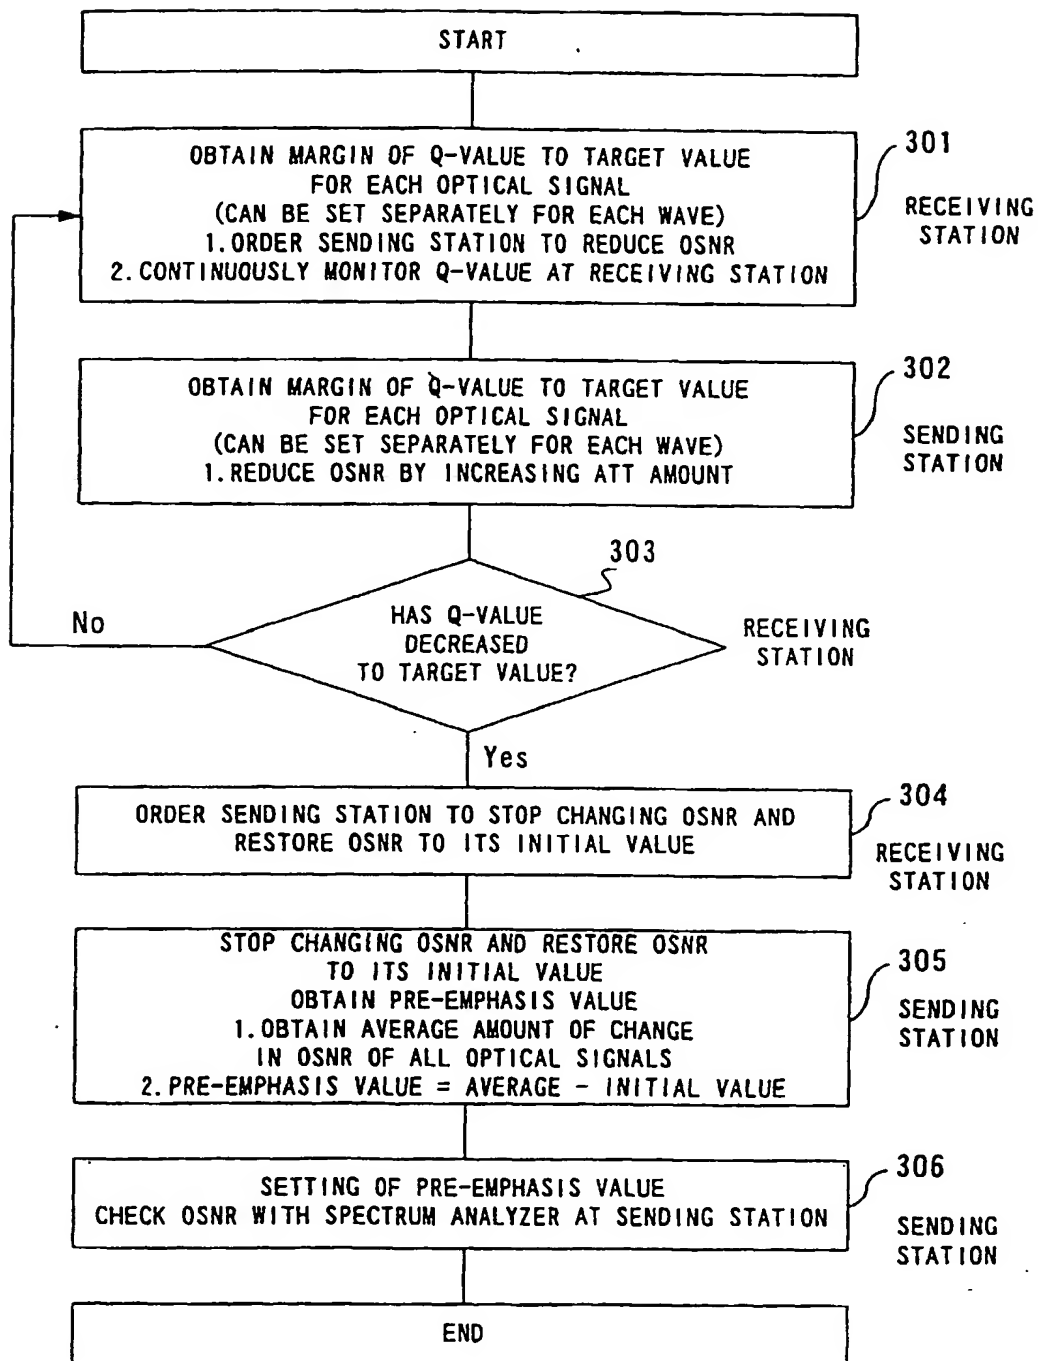 START
OBTAIN MARGIN OF Q-VALUE TO TARGET VALUE
FOR EACH OPTICAL SIGNAL
(CAN BE SET SEPARATELY FOR EACH WAVE)
1.ORDER SENDING STATION TO REDUCE OSNR
2.CONTINUOUSLY MONITOR Q-VALUE AT RECEIVING STATION
301
RECEIVING
STATION
OBTAIN MARGIN OF Q-VALUE TO TARGET VALUE
FOR EACH OPTICAL SIGNAL
(CAN BE SET SEPARATELY FOR EACH WAVE)
1.REDUCE OSNR BY INCREASING ATT AMOUNT
302
SENDING
STATION
303
HAS Q-VALUE
DECREASED
TO TARGET VALUE?
RECEIVING
STATION
No
Yes
ORDER SENDING STATION TO STOP CHANGING OSNR AND
RESTORE OSNR TO ITS INITIAL VALUE
304
RECEIVING
STATION
STOP CHANGING OSNR AND RESTORE OSNR
TO ITS INITIAL VALUE
OBTAIN PRE-EMPHASIS VALUE
1.OBTAIN AVERAGE AMOUNT OF CHANGE
IN OSNR OF ALL OPTICAL SIGNALS
2.PRE-EMPHASIS VALUE = AVERAGE - INITIAL VALUE
305
SENDING
STATION
SETTING OF PRE-EMPHASIS VALUE
CHECK OSNR WITH SPECTRUM ANALYZER AT SENDING STATION
306
SENDING
STATION
END